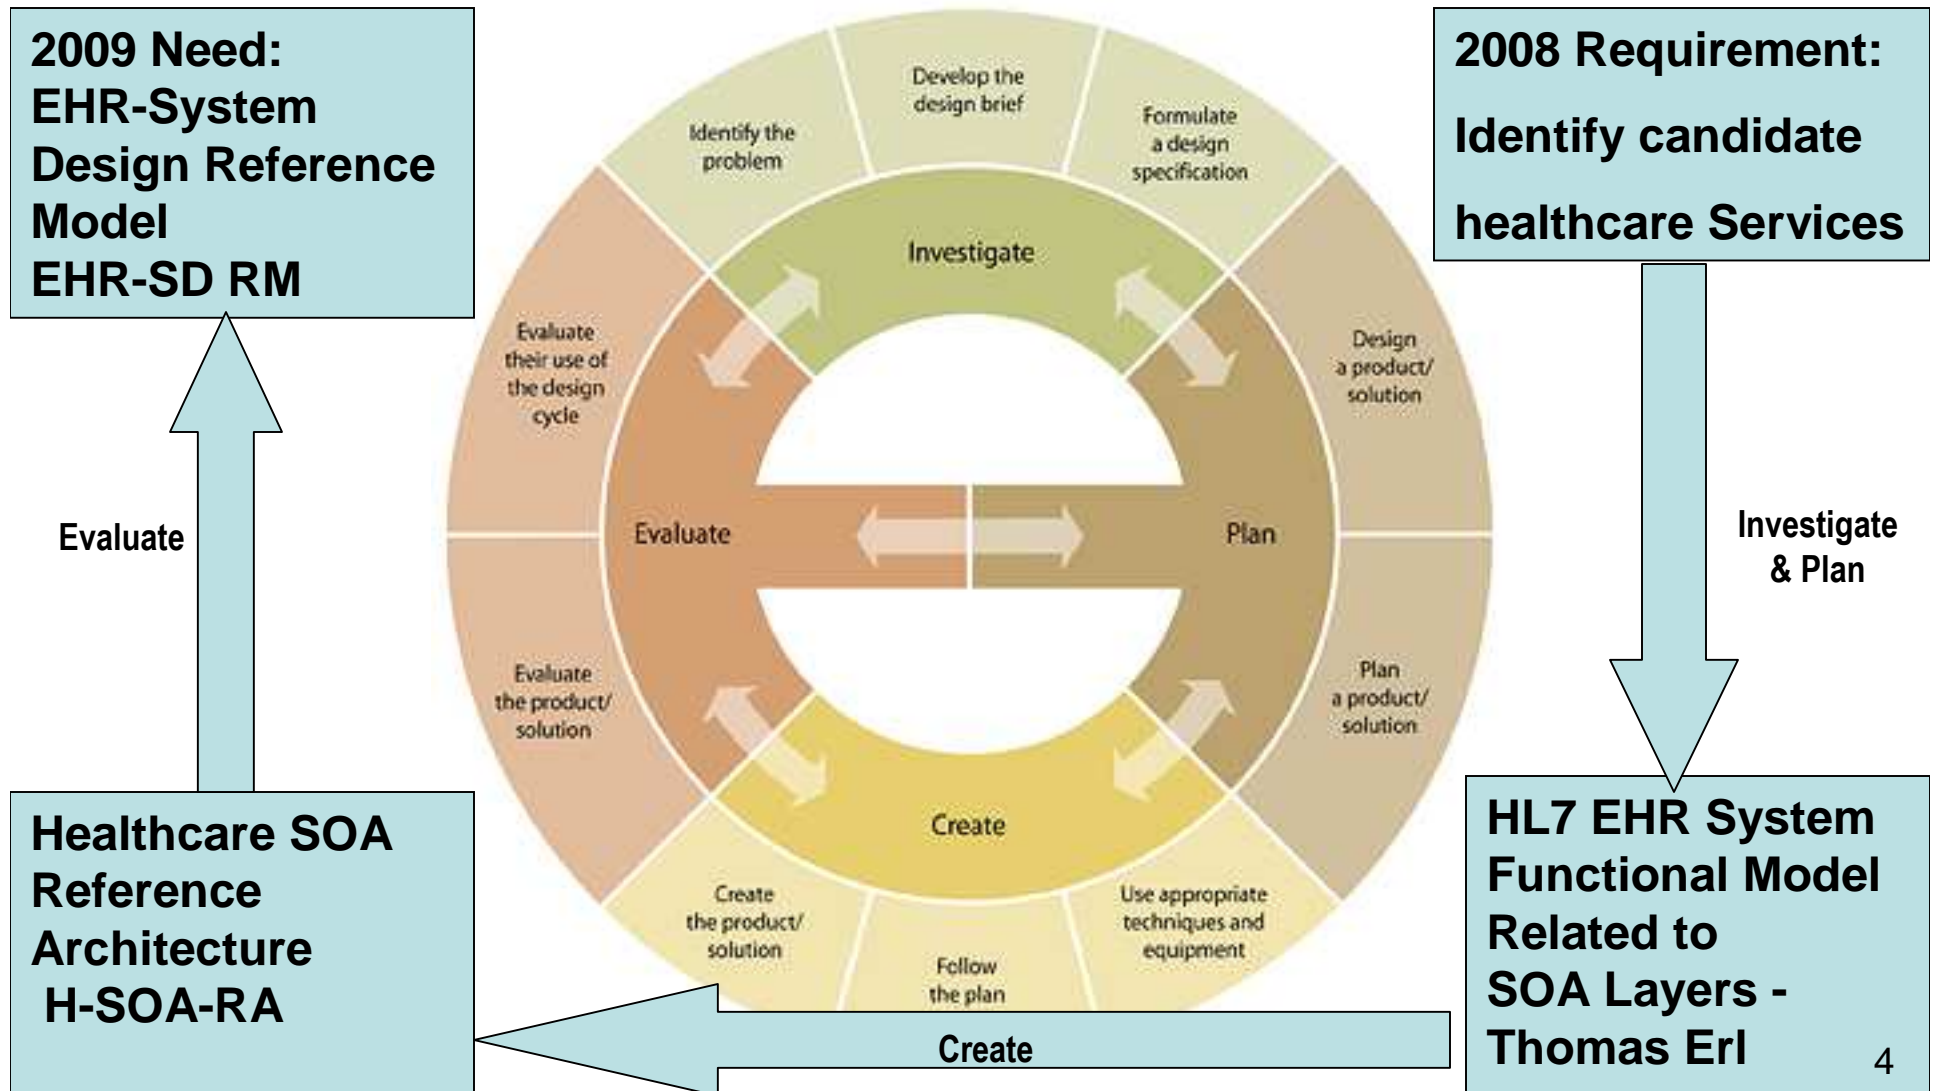 2009 Need:
EHR-System
Design Reference
Model
EHR-SD RM
2008 Requirement:
Identify candidate
healthcare Services
Identify the
problem
Develop the
design brief
Formulate
a design
specification
Investigate
Evaluate
their use of
the design
cycle
Design
a product/
solution
Evaluate
Evaluate
Plan
Investigate
& Plan
Evaluate
the product/
solution
Plan
a product/
solution
Create
Create
the product/
solution
Follow
the plan
Use appropriate
techniques and
equipment
Healthcare SOA
Reference
Architecture
H-SOA-RA
Create
HL7 EHR System
Functional Model
Related to
SOA Layers -
Thomas Erl
4